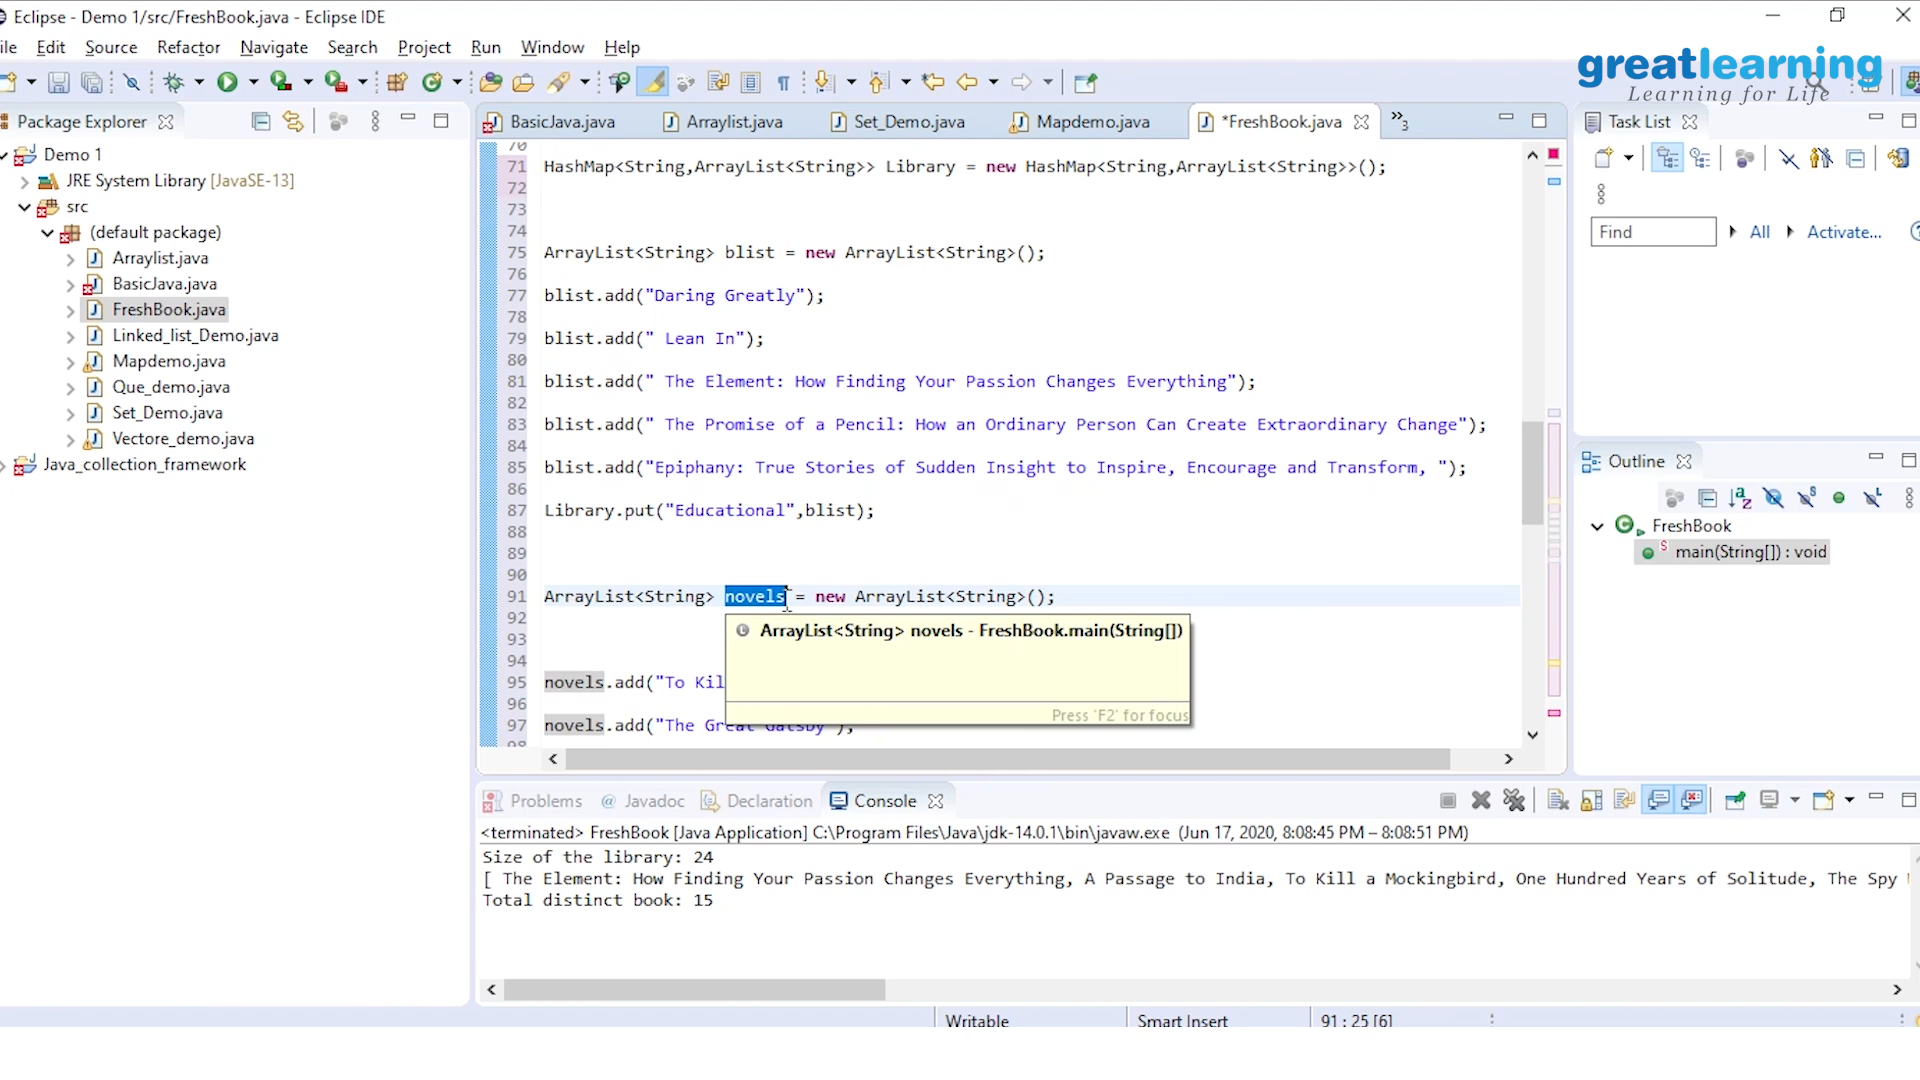 Eclipse - Demo 1/src/FreshBook.java - Eclipse IDE
ile Edit Source Refactor Navigate Search Project Run Window Help
greatlearning
Learning for Life
Package Explorer
Demo 1
JRE System Library [JavaSE-13]
src
(default package)
Arraylist.java
BasicJava.java
FreshBook.java
Linked_list_Demo.java
Mapdemo.java
Que_demo.java
Set_Demo.java
Vectore_demo.java
Java_collection_framework
BasicJava.java Arraylist.java Set_Demo.java Mapdemo.java *FreshBook.java 3
70
71 HashMap<String,ArrayList<String>> Library = new HashMap<String,ArrayList<String>>();
72
73
74
75 ArrayList<String> blist = new ArrayList<String>();
76
77 blist.add("Daring Greatly");
78
79 blist.add(" Lean In");
80
81 blist.add(" The Element: How Finding Your Passion Changes Everything");
82
83 blist.add(" The Promise of a Pencil: How an Ordinary Person Can Create Extraordinary Change");
84
85 blist.add("Epiphany: True Stories of Sudden Insight to Inspire, Encourage and Transform, ");
86
87 Library.put("Educational",blist);
88
89
90
91 ArrayList<String> novels = new ArrayList<String>();
92
ArrayList<String> novels - FreshBook.main(String[])
93
94
95 novels.add("To Kil
96
Press 'F2' for focus
97 novels.add("The Great Gatsby");
98
Task List
Find All Activate...
Outline
FreshBook
main(String[]) : void
Problems @ Javadoc Declaration Console
<terminated> FreshBook [Java Application] C:\Program Files\Java\jdk-14.0.1\bin\javaw.exe (Jun 17, 2020, 8:08:45 PM – 8:08:51 PM)
Size of the library: 24
[ The Element: How Finding Your Passion Changes Everything, A Passage to India, To Kill a Mockingbird, One Hundred Years of Solitude, The Spy
Total distinct book: 15
Writable Smart Insert 91 : 25 [6]